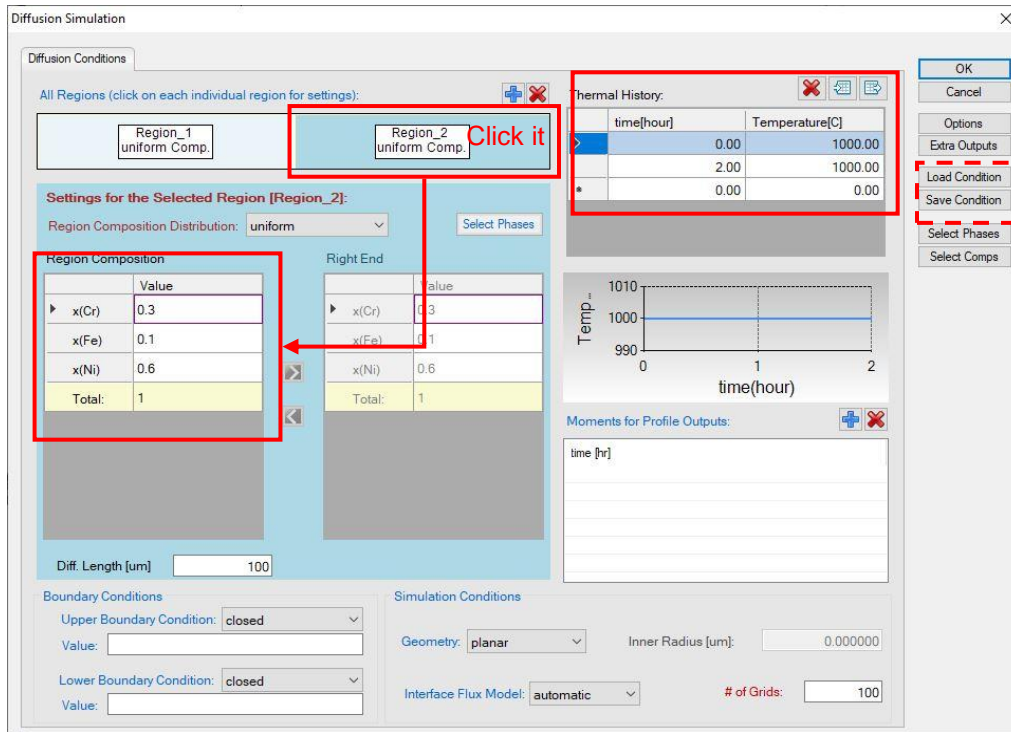 Diffusion Simulation
Diffusion Conditions
All Regions (click on each individual region for settings):
Region_1
uniform Comp.
Region_2
uniform Comp.
Click it
Settings for the Selected Region [Region_2]:
Region Composition Distribution: uniform
Select Phases
Region Composition
Right End
Value
x(Cr) 0.3
x(Fe) 0.1
x(Ni) 0.6
Total: 1
Value
x(Cr) 0.3
x(Fe) 0.1
x(Ni) 0.6
Total: 1
Diff. Length [um] 100
Boundary Conditions
Upper Boundary Condition: closed
Value:
Lower Boundary Condition: closed
Value:
Simulation Conditions
Geometry: planar
Inner Radius [um]: 0.000000
Interface Flux Model: automatic
# of Grids: 100
Thermal History:
time[hour] Temperature[C]
0.00 1000.00
2.00 1000.00
* 0.00 0.00
Temp_
1010
1000
990
0 1 2
time(hour)
Moments for Profile Outputs:
time [hr]
OK
Cancel
Options
Extra Outputs
Load Condition
Save Condition
Select Phases
Select Comps